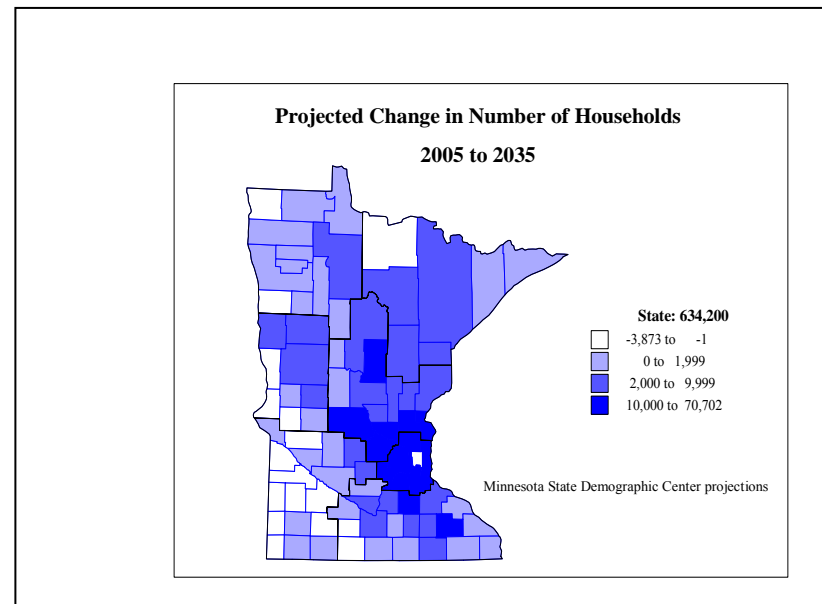 Projected Change in Number of Households
2005 to 2035
State: 634,200
-3,873 to -1
0 to 1,999
2,000 to 9,999
10,000 to 70,702
Minnesota State Demographic Center projections